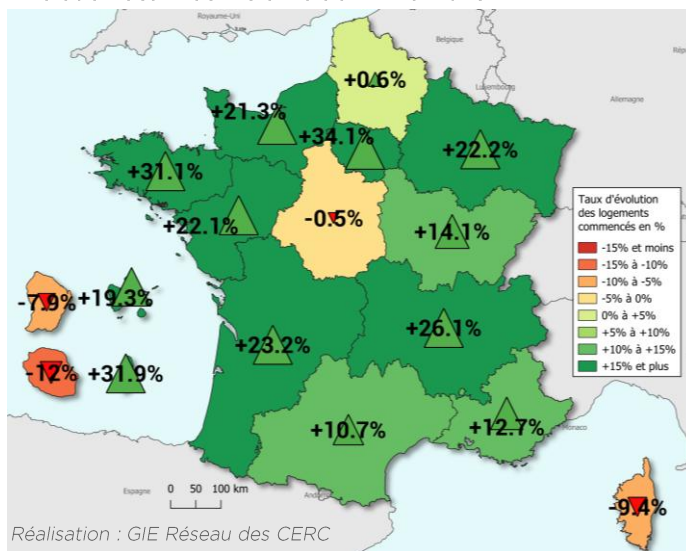 Royaume-Uni
Belgique
Luxembourg
Allemagne
+0.6%
+21.3%
+34.1%
+22.2%
+31.1%
+22.1%
-0.5%
+14.1%
Taux d'évolution
des logements
commencés en %
-15% et moins
-15% à -10%
-10% à -5%
-5% à 0%
0% à +5%
+5% à +10%
+10% à +15%
+15% et plus
-7.9%
+19.3%
+23.2%
+26.1%
-12%
+31.9%
+10.7%
+12.7%
Monaco
Espagne
0 50 100 km
-9.4%
Réalisation : GIE Réseau des CERC